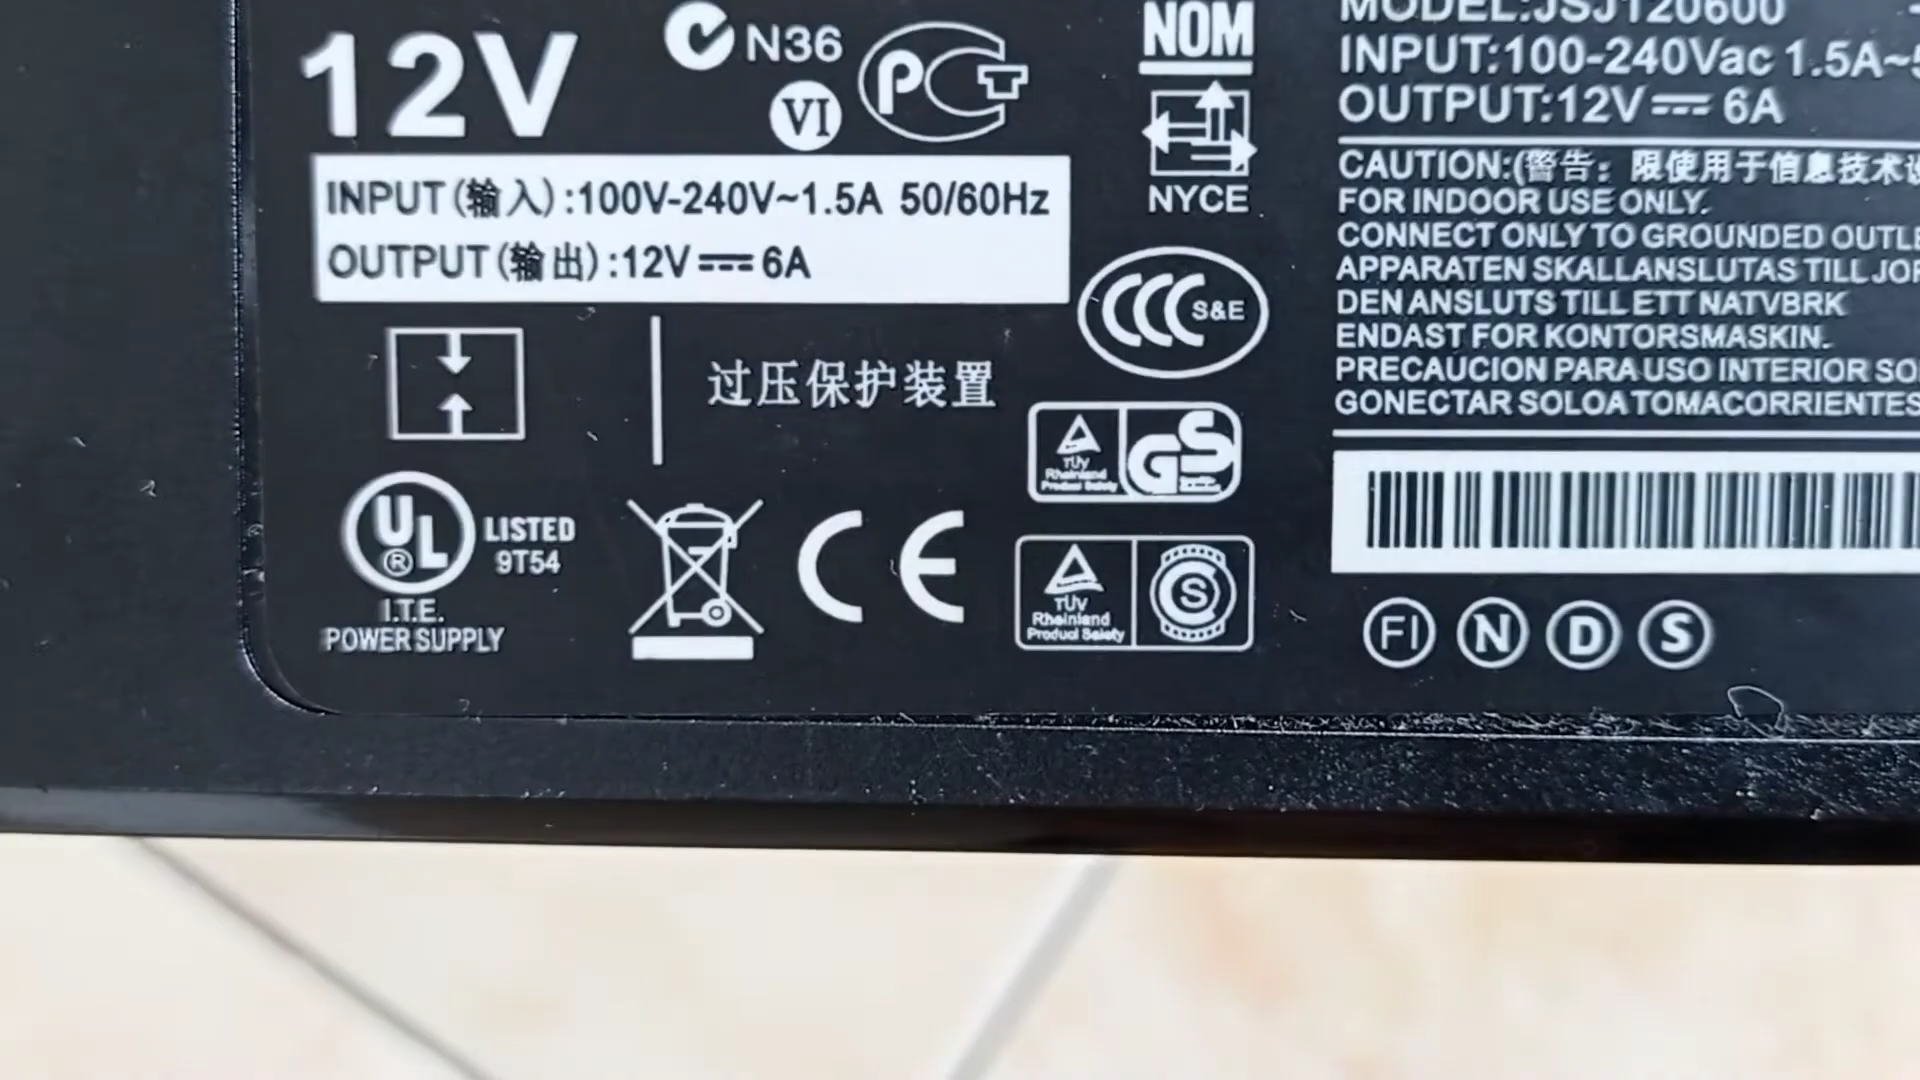 12V
N36
VI
PCT
INPUT(输入):100V-240V~1.5A 50/60Hz
OUTPUT(输出):12V⎓6A
过压保护装置
UL
®
LISTED
9T54
I.T.E.
POWER SUPPLY
CE
NOM
NYCE
CCC S&E
TÜV
Rheinland
Product Safety
GS
TÜV
Rheinland
Product Safety
S
MODEL:JSJ120600
INPUT:100-240Vac 1.5A~
OUTPUT:12V⎓6A
CAUTION:(警告：限使用于信息技术
FOR INDOOR USE ONLY.
CONNECT ONLY TO GROUNDED OUTLE
APPARATEN SKALLANSLUTAS TILL JOR
DEN ANSLUTS TILL ETT NATVBRK
ENDAST FOR KONTORSMASKIN.
PRECAUCION PARA USO INTERIOR SO
GONECTAR SOLOA TOMACORRIENTES
FI N D S